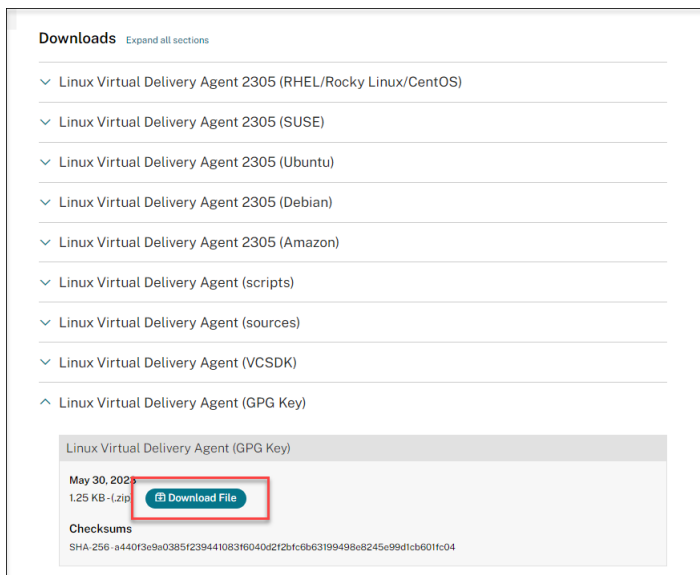 Downloads Expand all sections
Linux Virtual Delivery Agent 2305 (RHEL/Rocky Linux/CentOS)
Linux Virtual Delivery Agent 2305 (SUSE)
Linux Virtual Delivery Agent 2305 (Ubuntu)
Linux Virtual Delivery Agent 2305 (Debian)
Linux Virtual Delivery Agent 2305 (Amazon)
Linux Virtual Delivery Agent (scripts)
Linux Virtual Delivery Agent (sources)
Linux Virtual Delivery Agent (VCSDK)
Linux Virtual Delivery Agent (GPG Key)
Linux Virtual Delivery Agent (GPG Key)
May 30, 2023
1.25 KB - (.zip) Download File
Checksums
SHA-256 - a440f3e9a0385f239441083f6040d2f2bfc6b63199498e8245e99d1cb601fc04